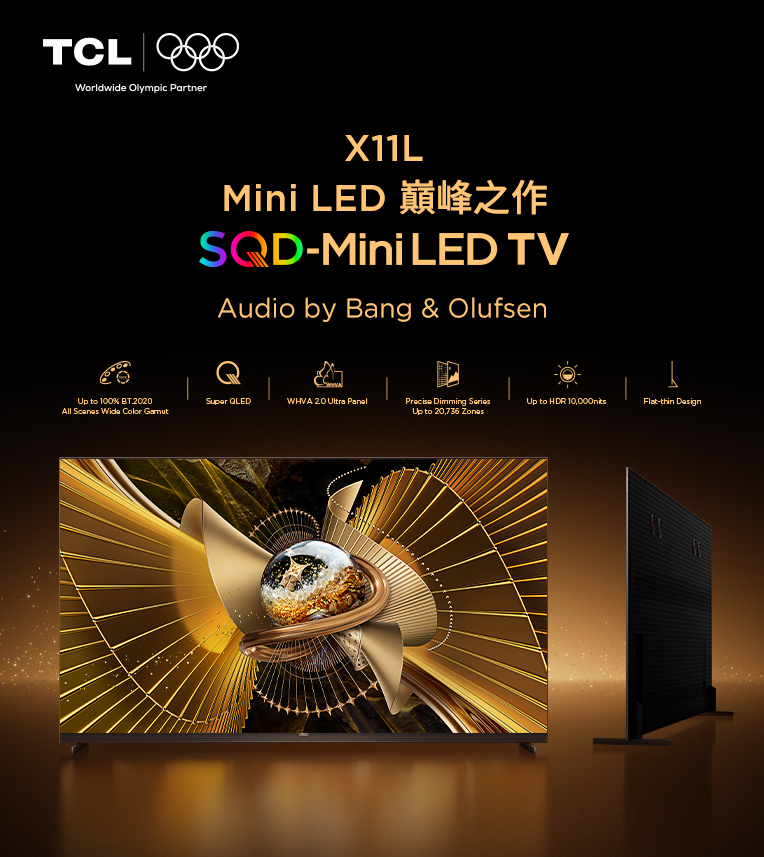 TCL
Worldwide Olympic Partner
X11L
Mini LED 巔峰之作
SQD-Mini LED TV
Audio by Bang & Olufsen
Up to 100% BT.2020
All Scenes Wide Color Gamut
Super QLED
WHVA
WHVA 2.0 Ultra Panel
Precise Dimming Series
Up to 20,736 Zones
Up to HDR 10,000nits
Flat-thin Design